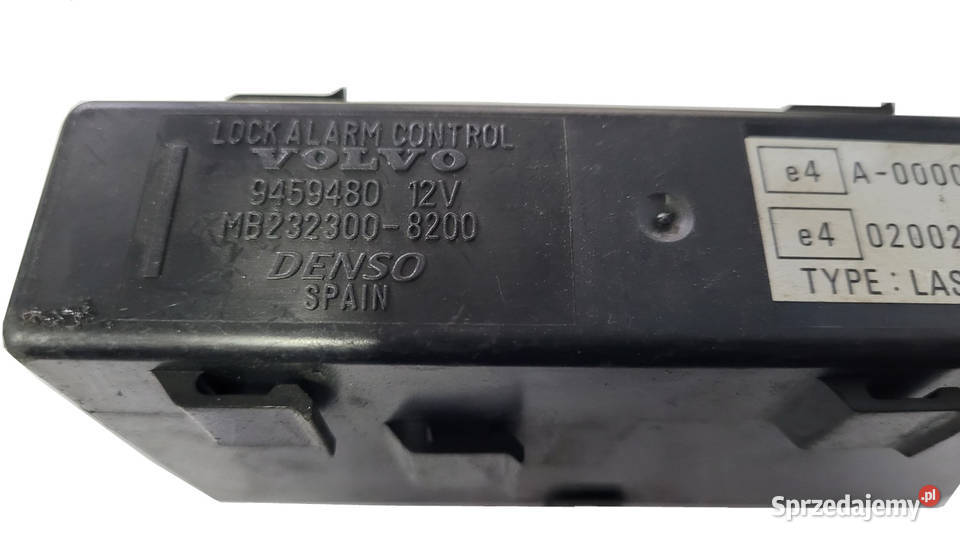 LOCK ALARM CONTROL
VOLVO
9459480 12V
MB232300-8200
DENSO
SPAIN
e4 A-0000
e4 02002
TYPE: LAS
Sprzedajemy.pl